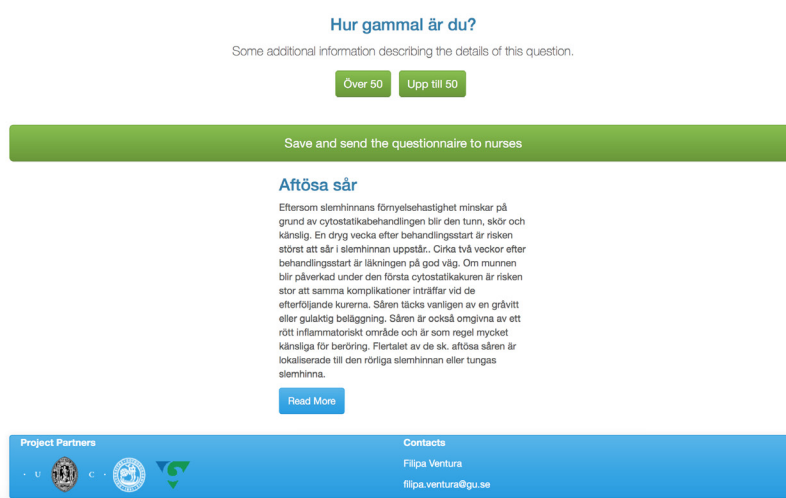 Hur gammal är du?
Some additional information describing the details of this question.
Över 50 Upp till 50
Save and send the questionnaire to nurses
Aftösa sår
Eftersom slemhinnans förnyelsehastighet minskar på
grund av cytostatikabehandlingen blir den tunn, skör och
känslig. En dryg vecka efter behandlingsstart är risken
störst att sår i slemhinnan uppstår.. Cirka två veckor efter
behandlingsstart är läkningen på god väg. Om munnen
blir påverkad under den första cytostatikakuren är risken
stor att samma komplikationer inträffar vid de
efterföljande kurerna. Såren täcks vanligen av en gråvitt
eller gulaktig beläggning. Såren är också omgivna av ett
rött inflammatoriskt område och är som regel mycket
känsliga för beröring. Flertalet av de sk. aftösa såren är
lokaliserade till den rörliga slemhinnan eller tungas
slemhinna.
Read More
Project Partners
Contacts
· U C ·
Filipa Ventura
filipa.ventura@gu.se